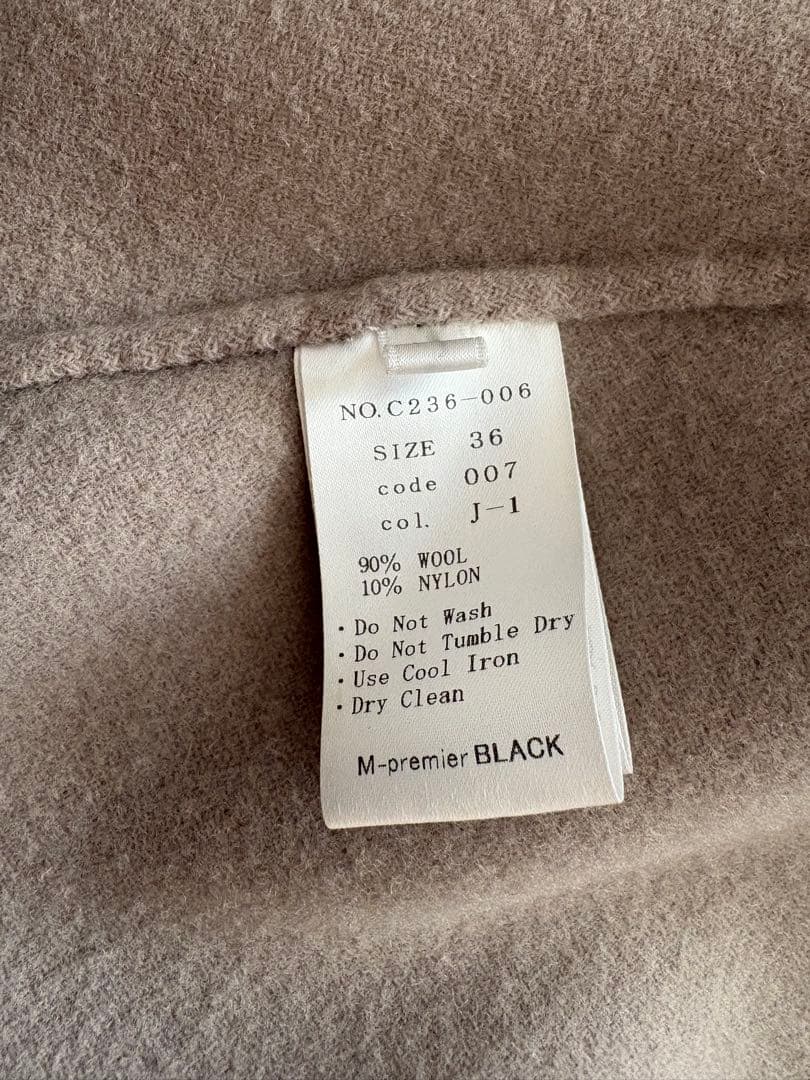 NO.C236-006
SIZE 36
code 007
col. J-1
90% WOOL
10% NYLON
・Do Not Wash
・Do Not Tumble Dry
・Use Cool Iron
・Dry Clean
M-premier BLACK